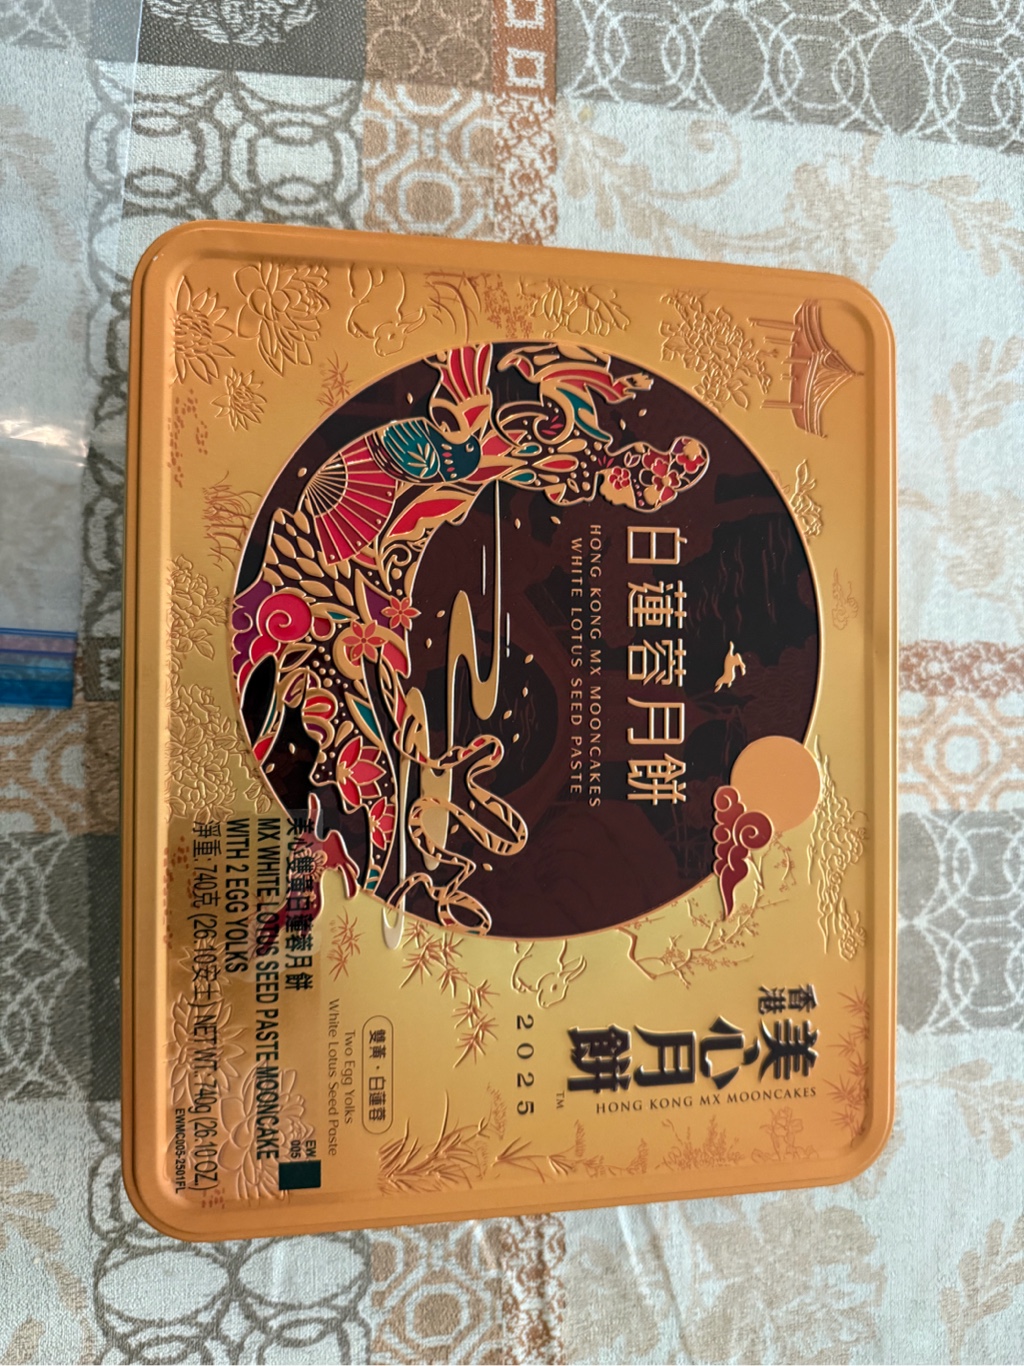 香港
美心月餅
HONG KONG MX MOONCAKES
TM
2025
白蓮蓉月餅
HONG KONG MX MOONCAKES
WHITE LOTUS SEED PASTE
雙黃・白蓮蓉
Two Egg Yolks
White Lotus Seed Paste
EW
005
美心雙黃白蓮蓉月餅
MX WHITE LOTUS SEED PASTE MOONCAKE
WITH 2 EGG YOLKS
淨重: 740克 (26.10安士) NET WT: 740g (26.10 OZ.)
EWMC005-2501FL